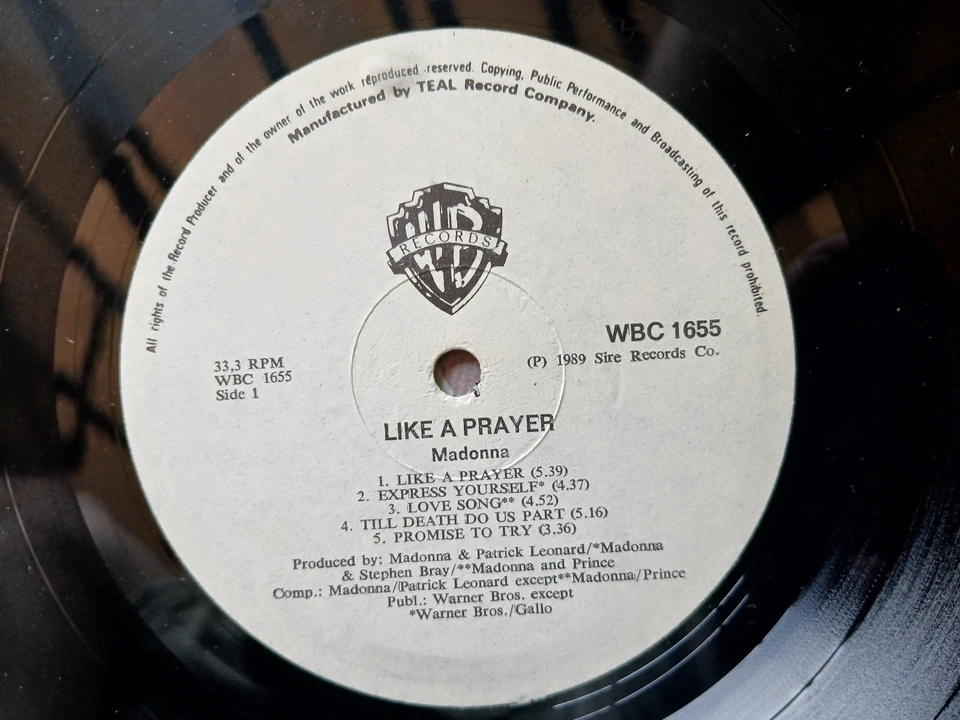 All rights of the Record Producer and of the owner of the work reproduced reserved. Copying, Public Performance and Broadcasting of this record prohibited.
Manufactured by TEAL Record Company.
RECORDS
WBC 1655
(P) 1989 Sire Records Co.
33,3 RPM
WBC 1655
Side 1
LIKE A PRAYER
Madonna
1. LIKE A PRAYER (5.39)
2. EXPRESS YOURSELF* (4.37)
3. LOVE SONG** (4.52)
4. TILL DEATH DO US PART (5.16)
5. PROMISE TO TRY (3.36)
Produced by: Madonna & Patrick Leonard/*Madonna
& Stephen Bray/**Madonna and Prince
Comp.: Madonna/Patrick Leonard except**Madonna/Prince
Publ.: Warner Bros. except
*Warner Bros./Gallo